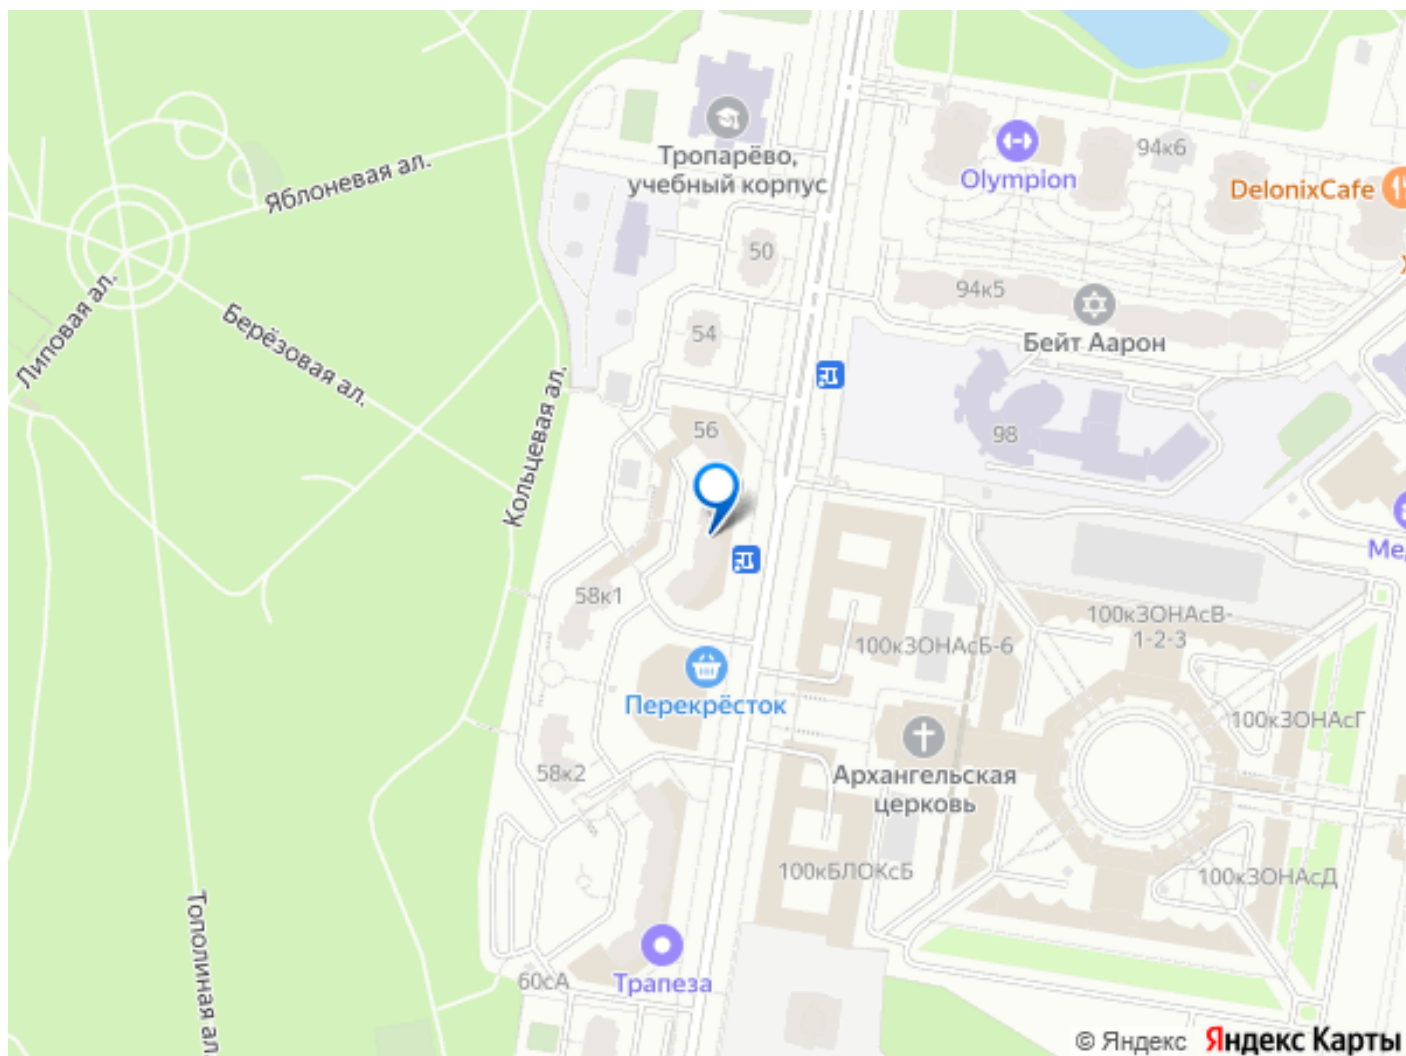 Тропарёво,
учебный корпус
94к6
Olympion
DelonixCafe
Яблоневая ал.
50
94к5
Бейт Аарон
Липовая ал.
Берёзовая ал.
54
Кольцевая ал.
56
98
58к1
100кЗОНАсВ-
1-2-3
100кЗОНАсБ-6
Перекрёсток
100кЗОНАсГ
58к2
Архангельская
церковь
100кБЛОКсБ
100кЗОНАсД
Тополиная ал.
60сА
Трапеза
© Яндекс Яндекс Карты